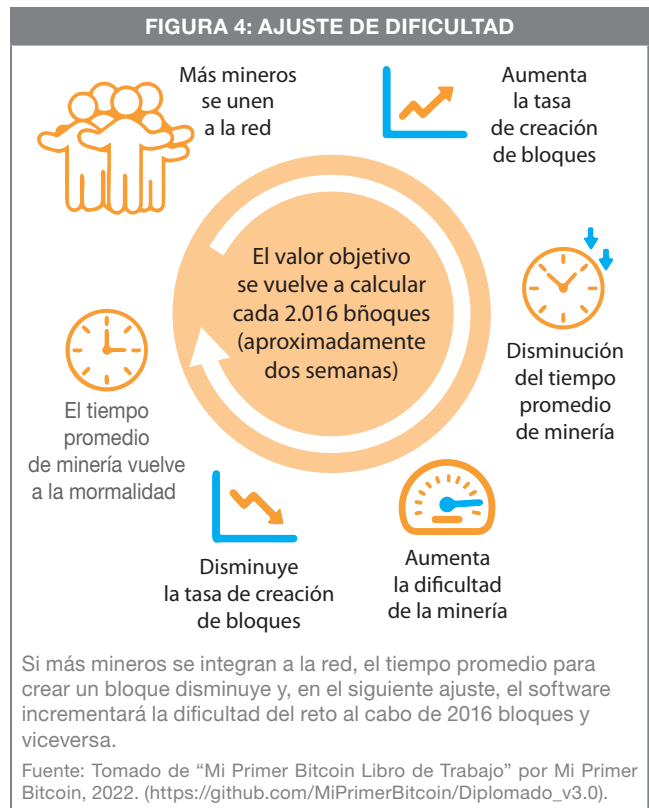 FIGURA 4: AJUSTE DE DIFICULTAD
Más mineros
se unen
a la red
Aumenta
la tasa
de creación
de bloques
El valor objetivo
se vuelve a calcular
cada 2.016 bñoques
(aproximadamente
dos semanas)
Disminución
del tiempo
promedio
de minería
Aumenta
la dificultad
de la minería
Disminuye
la tasa de creación
de bloques
El tiempo
promedio
de minería vuelve
a la mormalidad
Si más mineros se integran a la red, el tiempo promedio para
crear un bloque disminuye y, en el siguiente ajuste, el software
incrementará la dificultad del reto al cabo de 2016 bloques y
viceversa.
Fuente: Tomado de “Mi Primer Bitcoin Libro de Trabajo” por Mi Primer
Bitcoin, 2022. (https://github.com/MiPrimerBitcoin/Diplomado_v3.0).